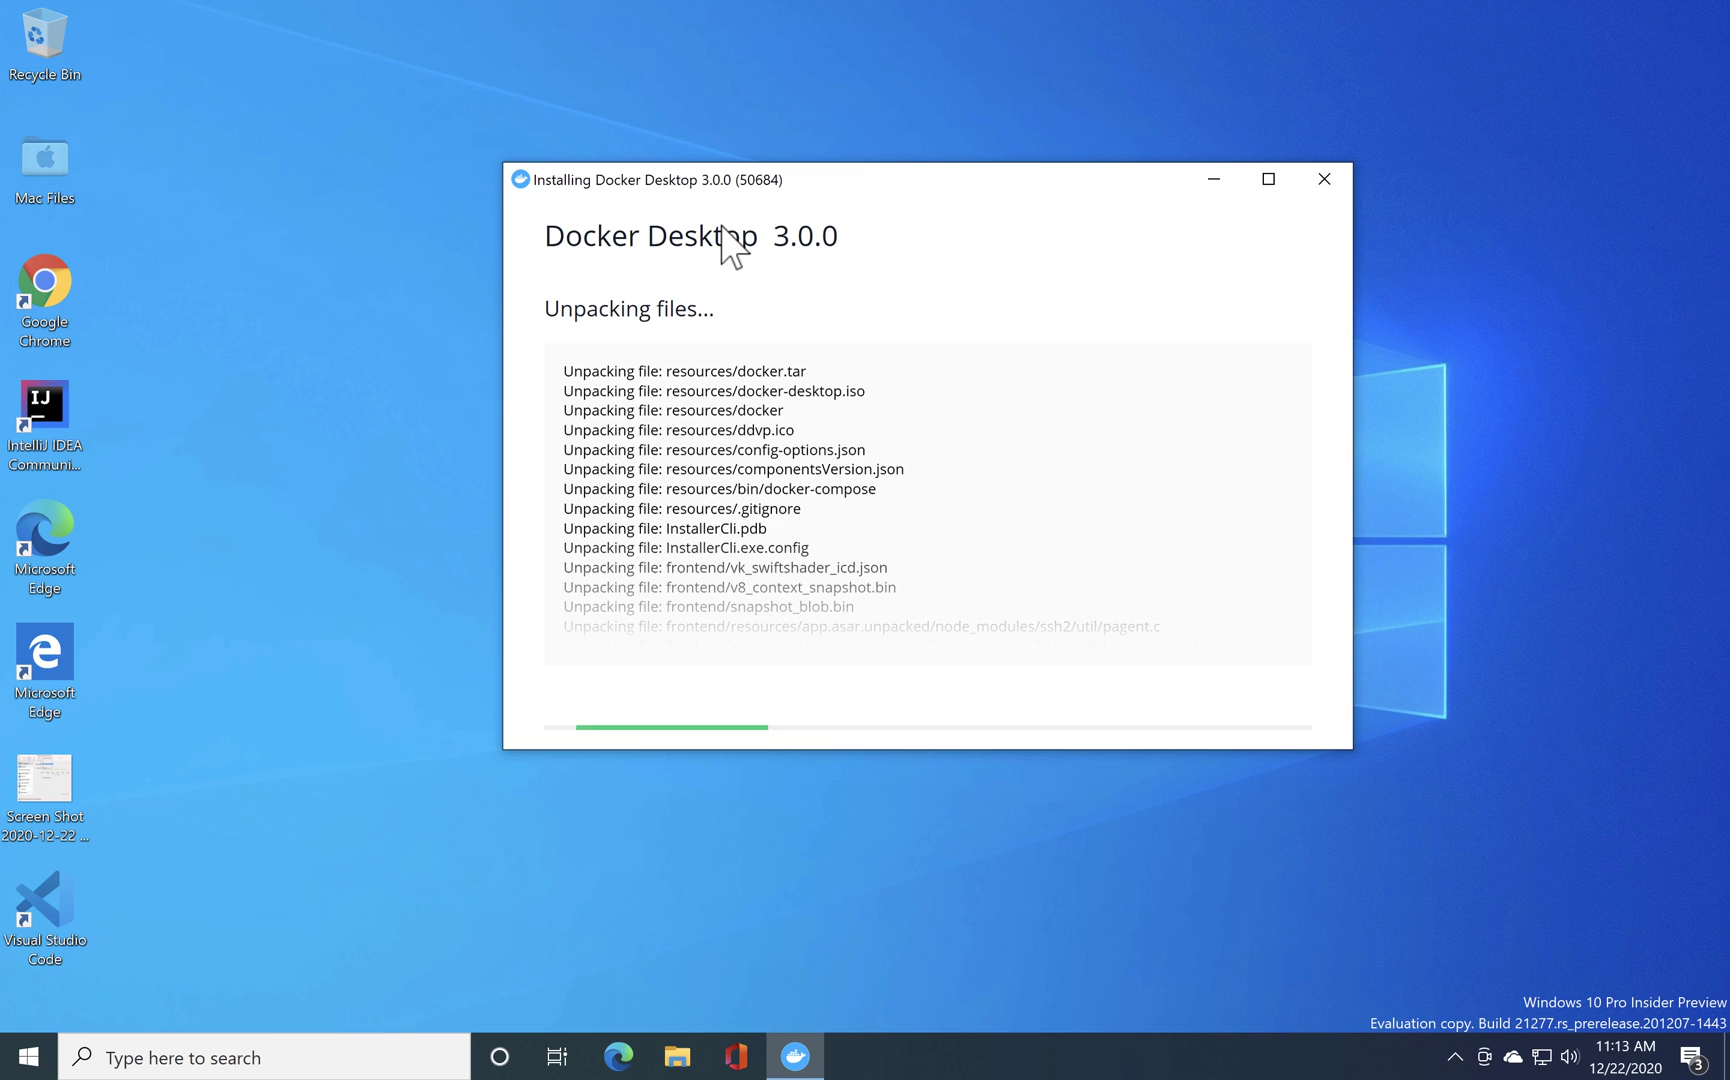 Recycle Bin
Mac Files
Google
Chrome
IJ
IntelliJ IDEA
Communi...
Microsoft
Edge
Microsoft
Edge
Screen Shot
2020-12-22 ...
Visual Studio
Code
Installing Docker Desktop 3.0.0 (50684)
Docker Desktop 3.0.0
Unpacking files...
Unpacking file: resources/docker.tar
Unpacking file: resources/docker-desktop.iso
Unpacking file: resources/docker
Unpacking file: resources/ddvp.ico
Unpacking file: resources/config-options.json
Unpacking file: resources/componentsVersion.json
Unpacking file: resources/bin/docker-compose
Unpacking file: resources/.gitignore
Unpacking file: InstallerCli.pdb
Unpacking file: InstallerCli.exe.config
Unpacking file: frontend/vk_swiftshader_icd.json
Unpacking file: frontend/v8_context_snapshot.bin
Unpacking file: frontend/snapshot_blob.bin
Unpacking file: frontend/resources/app.asar.unpacked/node_modules/ssh2/util/pagent.c
Windows 10 Pro Insider Preview
Evaluation copy. Build 21277.rs_prerelease.201207-1443
Type here to search
11:13 AM
12/22/2020
3